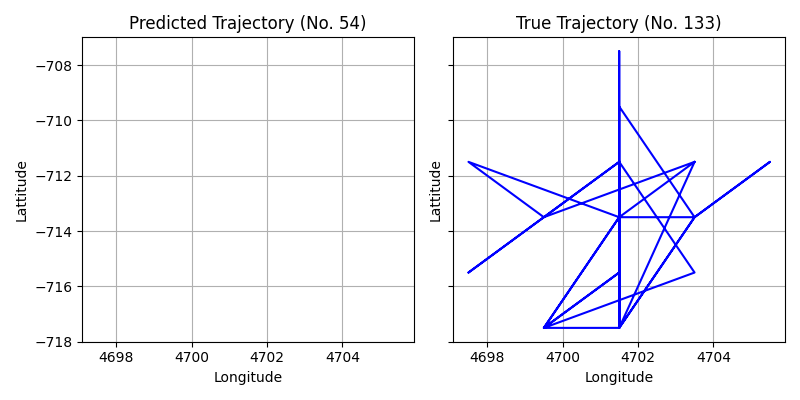 Predicted Trajectory (No. 54)
−708
−710
−712
−714
−716
−718
Lattitude
4698 4700 4702 4704
Longitude
True Trajectory (No. 133)
Lattitude
4698 4700 4702 4704
Longitude